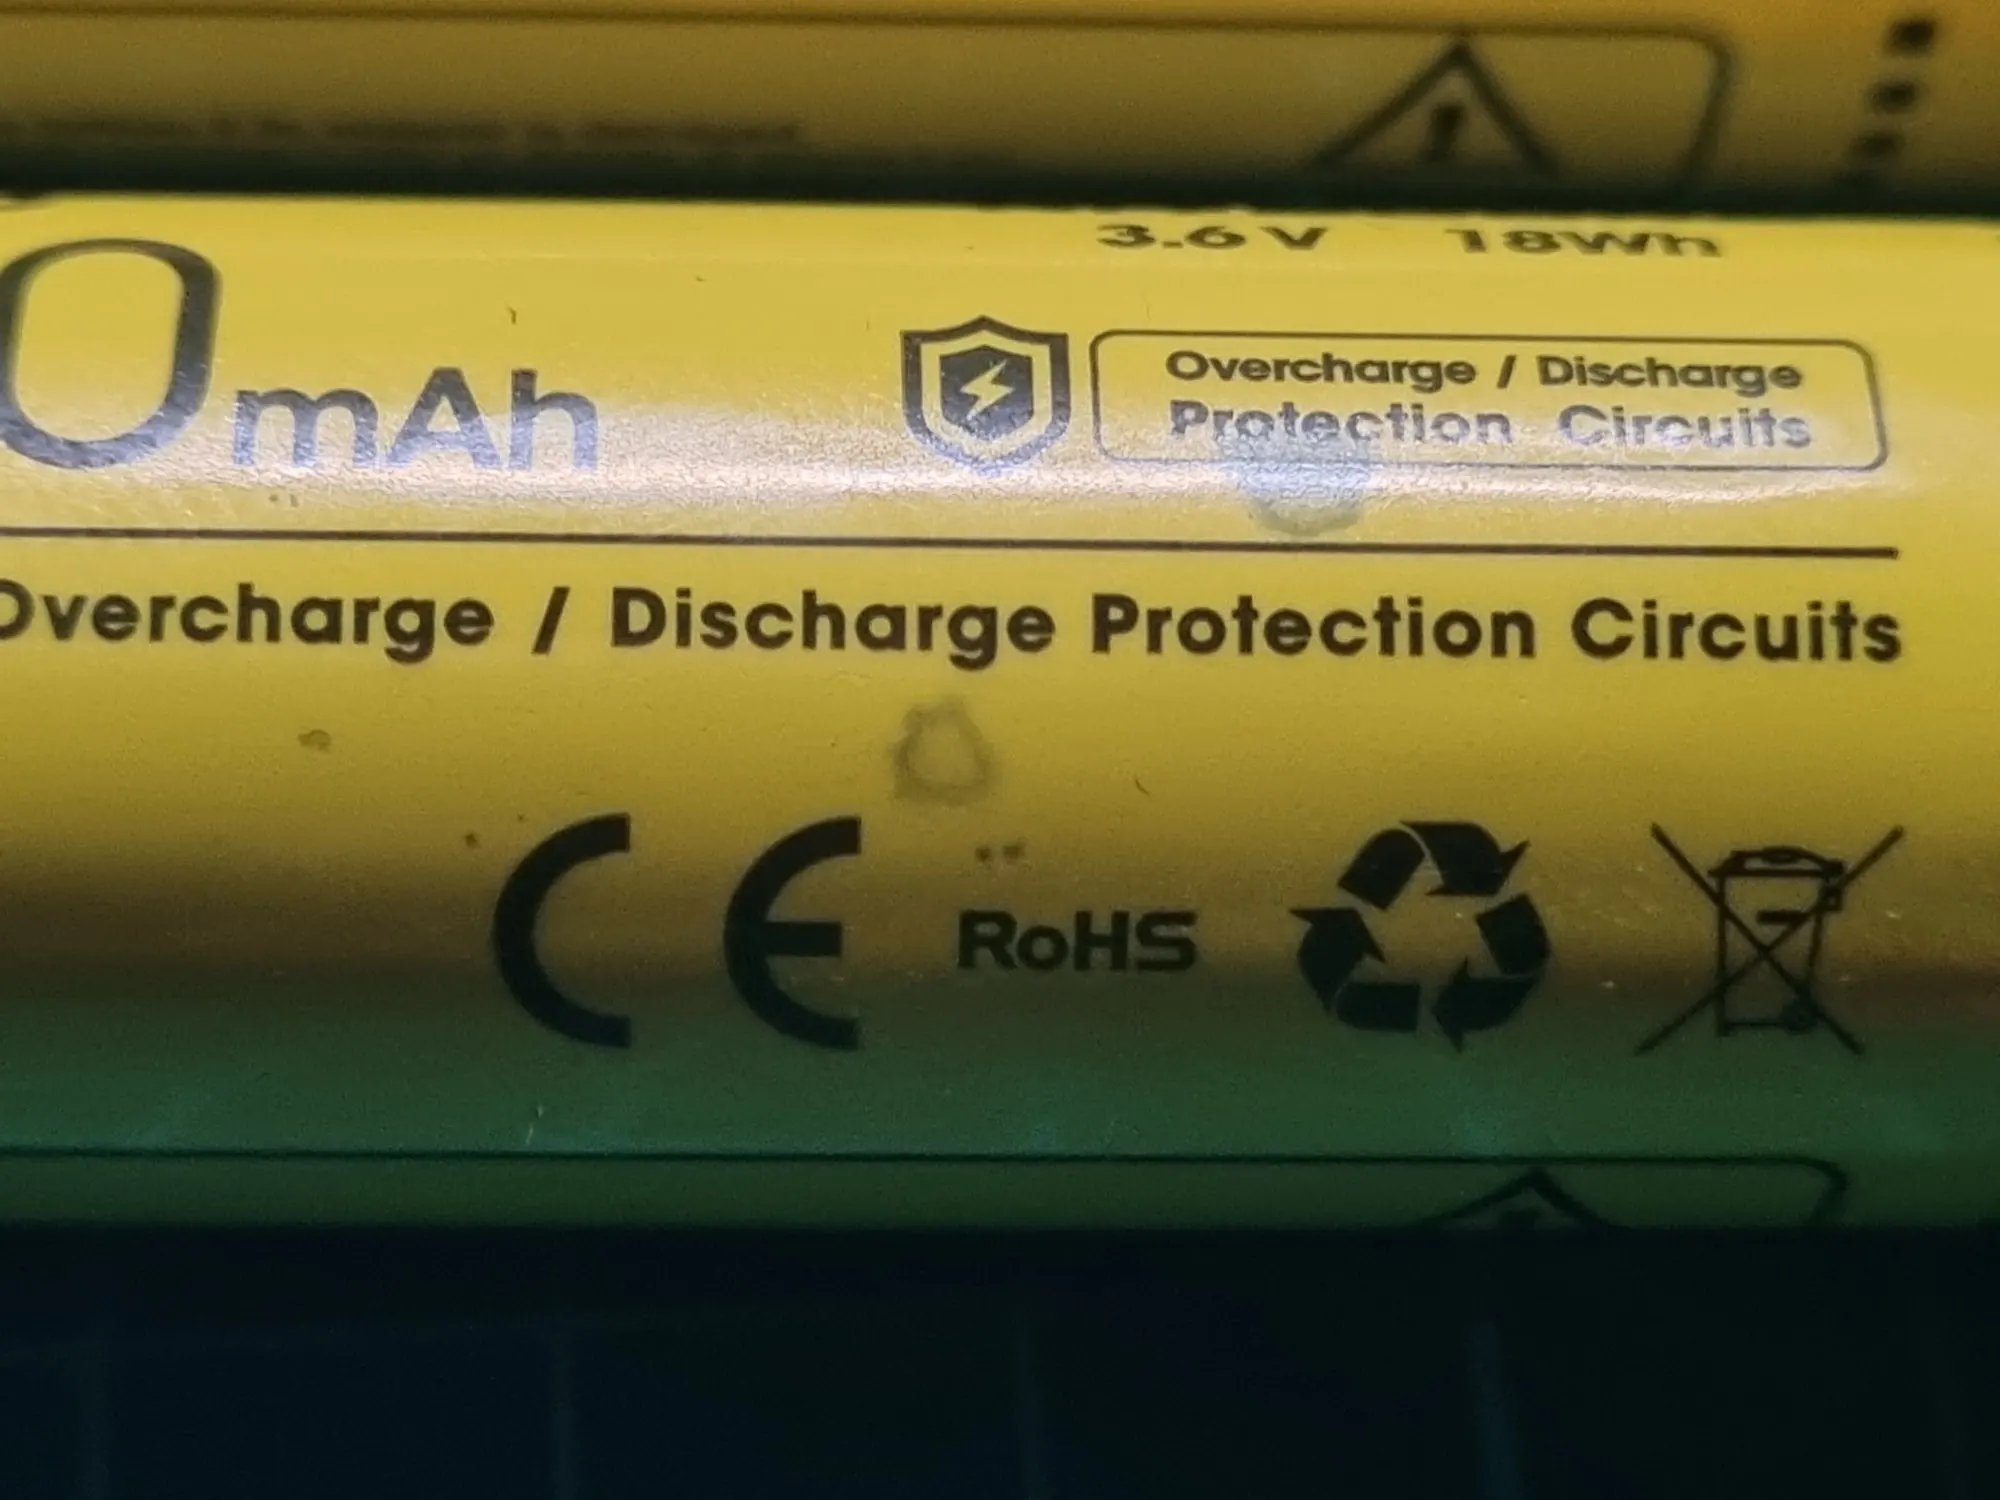 3.6V 18Wh
0mAh
Overcharge / Discharge
Protection Circuits
Overcharge / Discharge Protection Circuits
CE RoHS